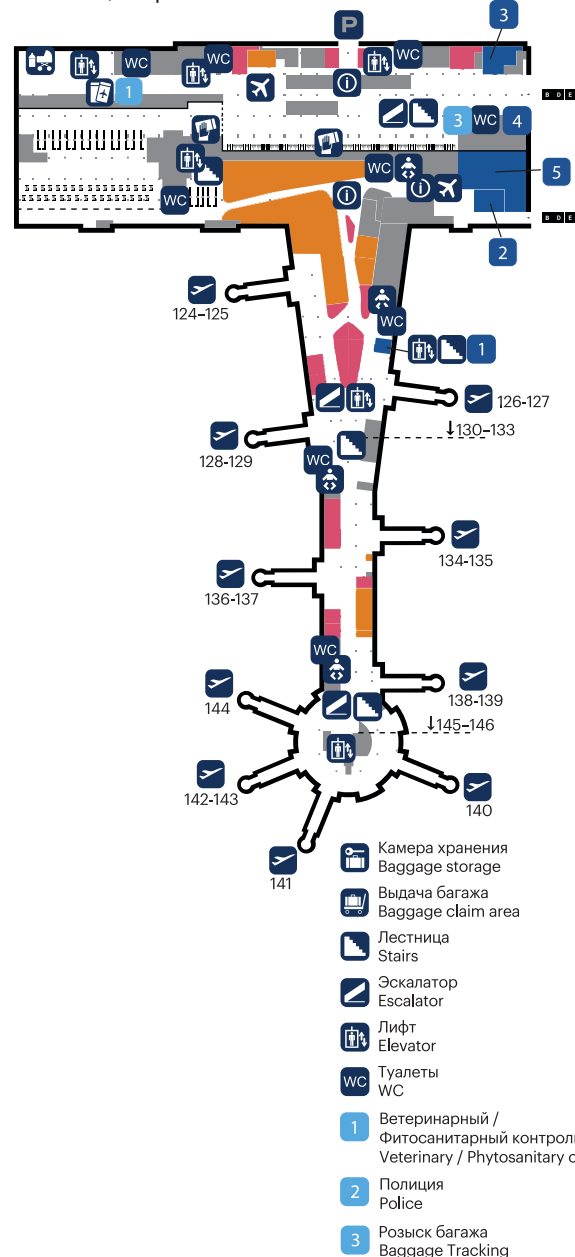 P
3
WC
WC
WC
1
B D E
3
WC
4
WC
5
WC
B D E
2
124–125
WC
1
126-127
↓130–133
128-129
WC
134-135
136-137
WC
138-139
144
↓145–146
142-143
140
141
Камера хранения
Baggage storage
Выдача багажа
Baggage claim area
Лестница
Stairs
Эскалатор
Escalator
Лифт
Elevator
WC
Туалеты
WC
1
Ветеринарный /
Фитосанитарный
Veterinary / Phytosanitary
2
Полиция
Police
3
Розыск багажа
Baggage Tracking